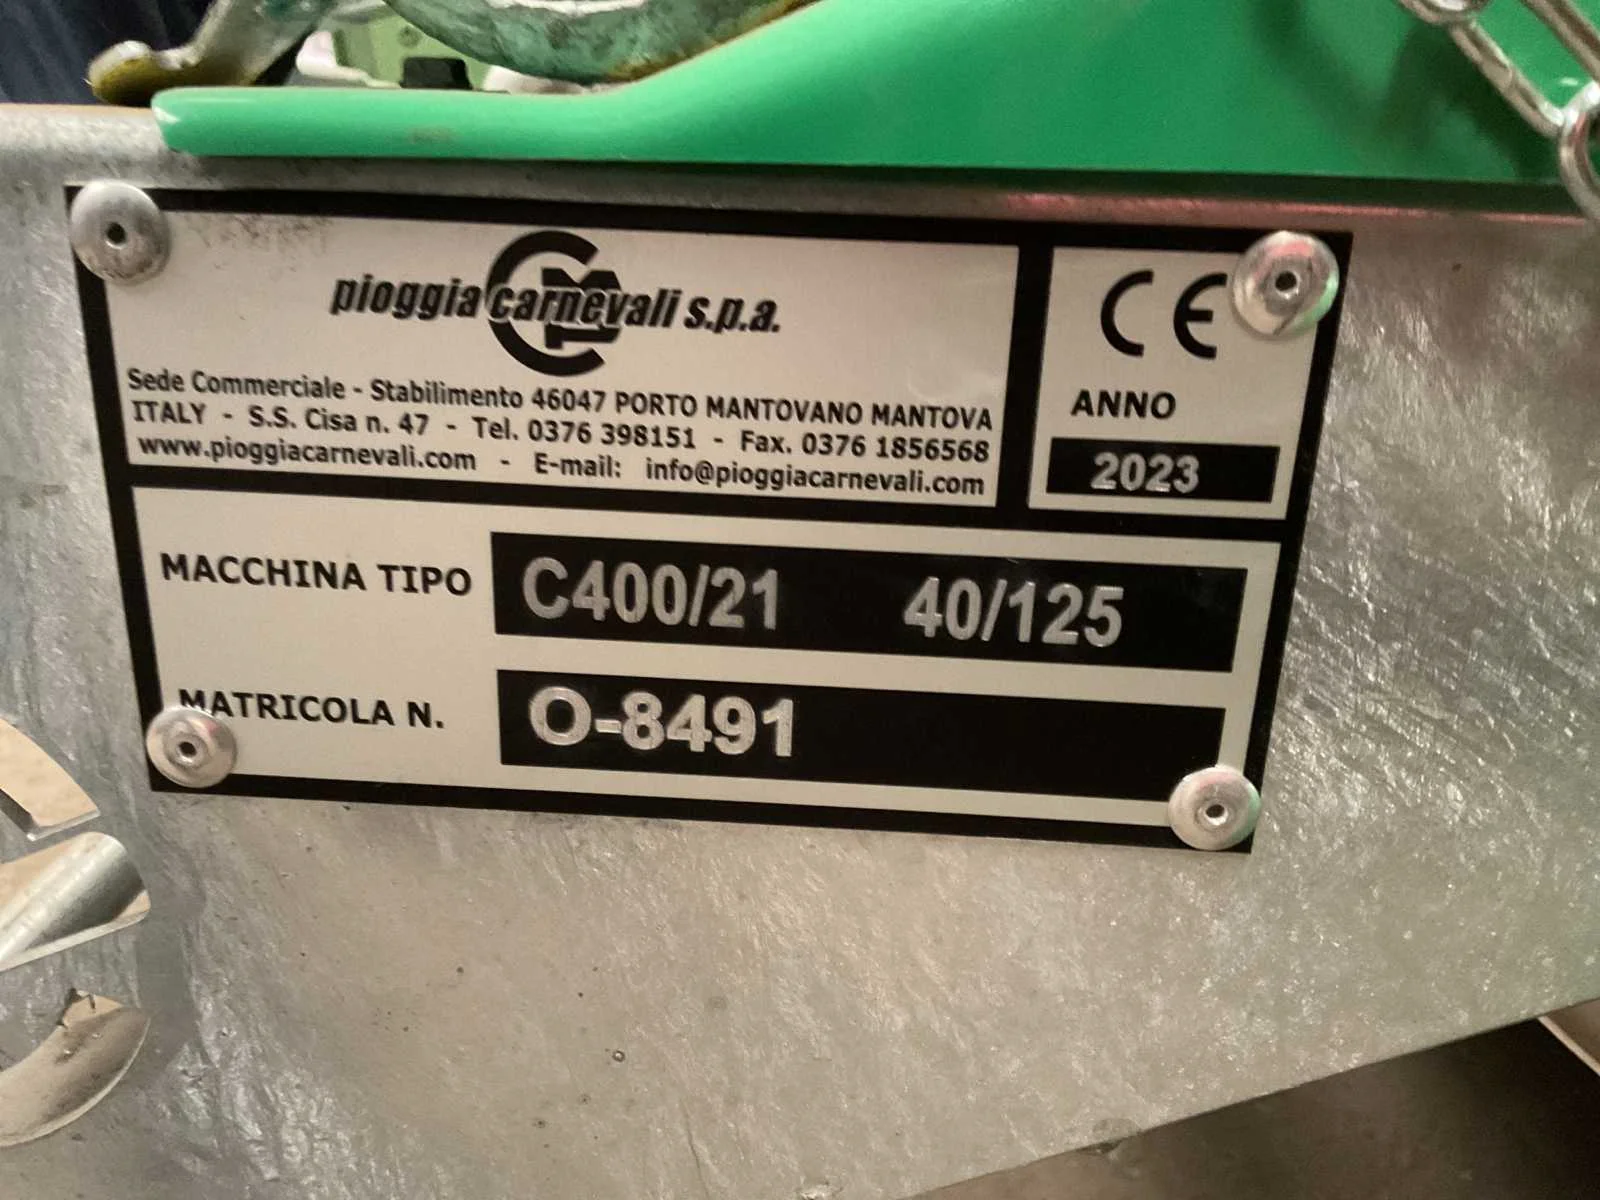 pioggia carnevali s.p.a.
Sede Commerciale - Stabilimento 46047 PORTO MANTOVANO MANTOVA
ITALY - S.S. Cisa n. 47 - Tel. 0376 398151 - Fax. 0376 1856568
www.pioggiacarnevali.com - E-mail: info@pioggiacarnevali.com
CE
ANNO
2023
MACCHINA TIPO C400/21 40/125
MATRICOLA N. O-8491